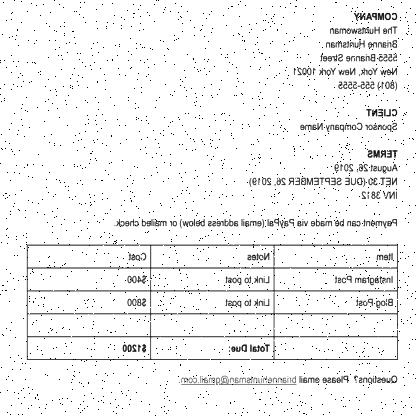 COMPANY
The Huntswoman
Brianne Huntsman
5555 Brianne Street
New York, New York 10021
(801) 555-5555
CLIENT
Sponsor Company Name
TERMS
August 26, 2019
NET-30 (DUE SEPTEMBER 26, 2019)
INV 3812
Payment can be made via PayPal (email address below) or mailed check
Item Notes Cost
Instagram Post Link to post $400
Blog Post Link to post $800
Total Due: $1200
Questions? Please email briannehuntsman@gmail.com.